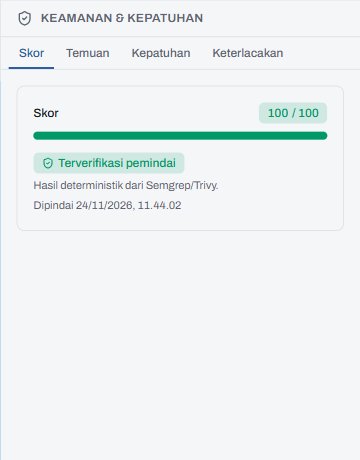 KEAMANAN & KEPATUHAN
Skor Temuan Kepatuhan Keterlacakan
Skor 100 / 100
Terverifikasi pemindai
Hasil deterministik dari Semgrep/Trivy.
Dipindai 24/11/2026, 11.44.02